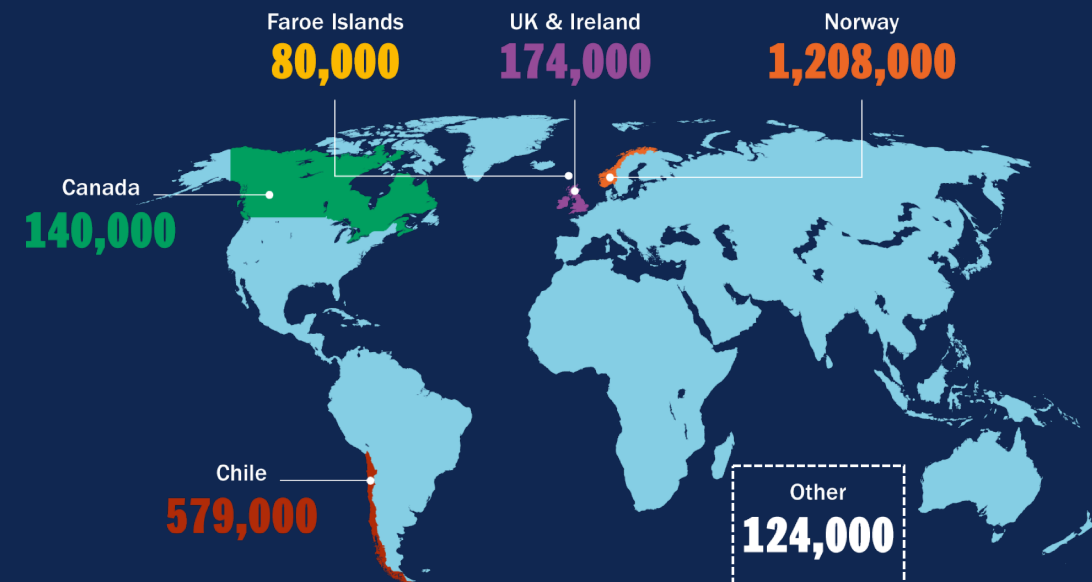 Faroe Islands
80,000
UK & Ireland
174,000
Norway
1,208,000
Canada
140,000
Chile
579,000
Other
124,000